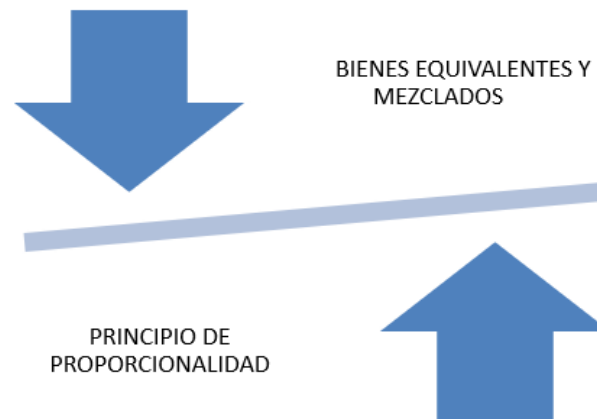 BIENES EQUIVALENTES Y
MEZCLADOS
PRINCIPIO DE
PROPORCIONALIDAD